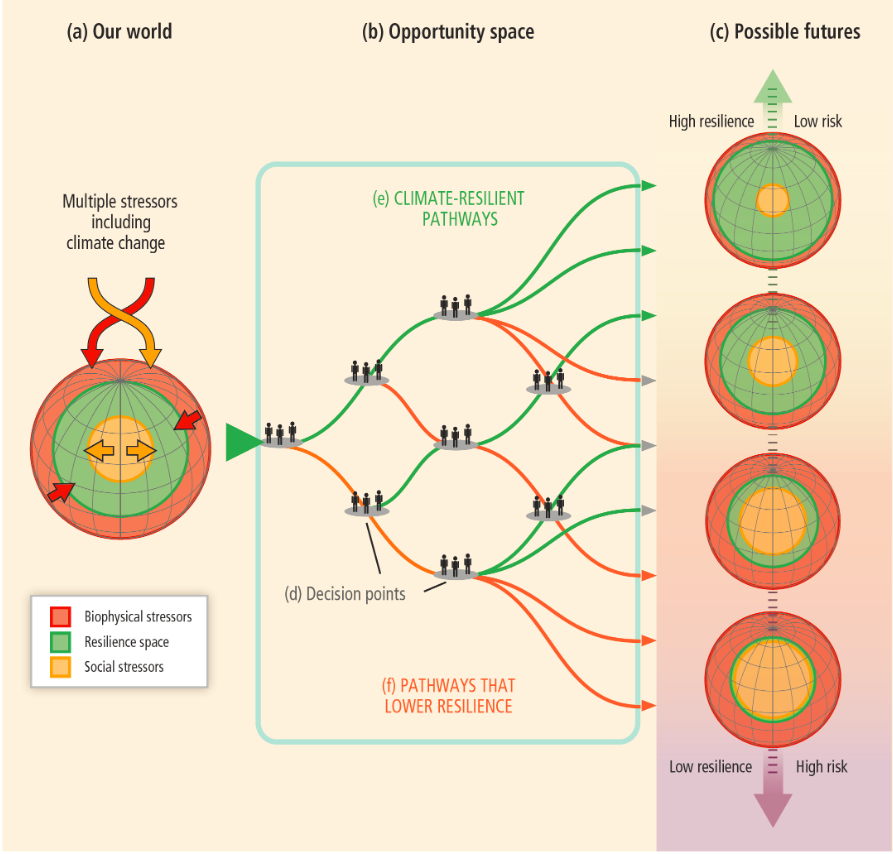 (a) Our world
(b) Opportunity space
(c) Possible futures
High resilience
Low risk
Multiple stressors
including
climate change
(e) CLIMATE-RESILIENT
PATHWAYS
(d) Decision points
Biophysical stressors
Resilience space
Social stressors
(f) PATHWAYS THAT
LOWER RESILIENCE
Low resilience
High risk